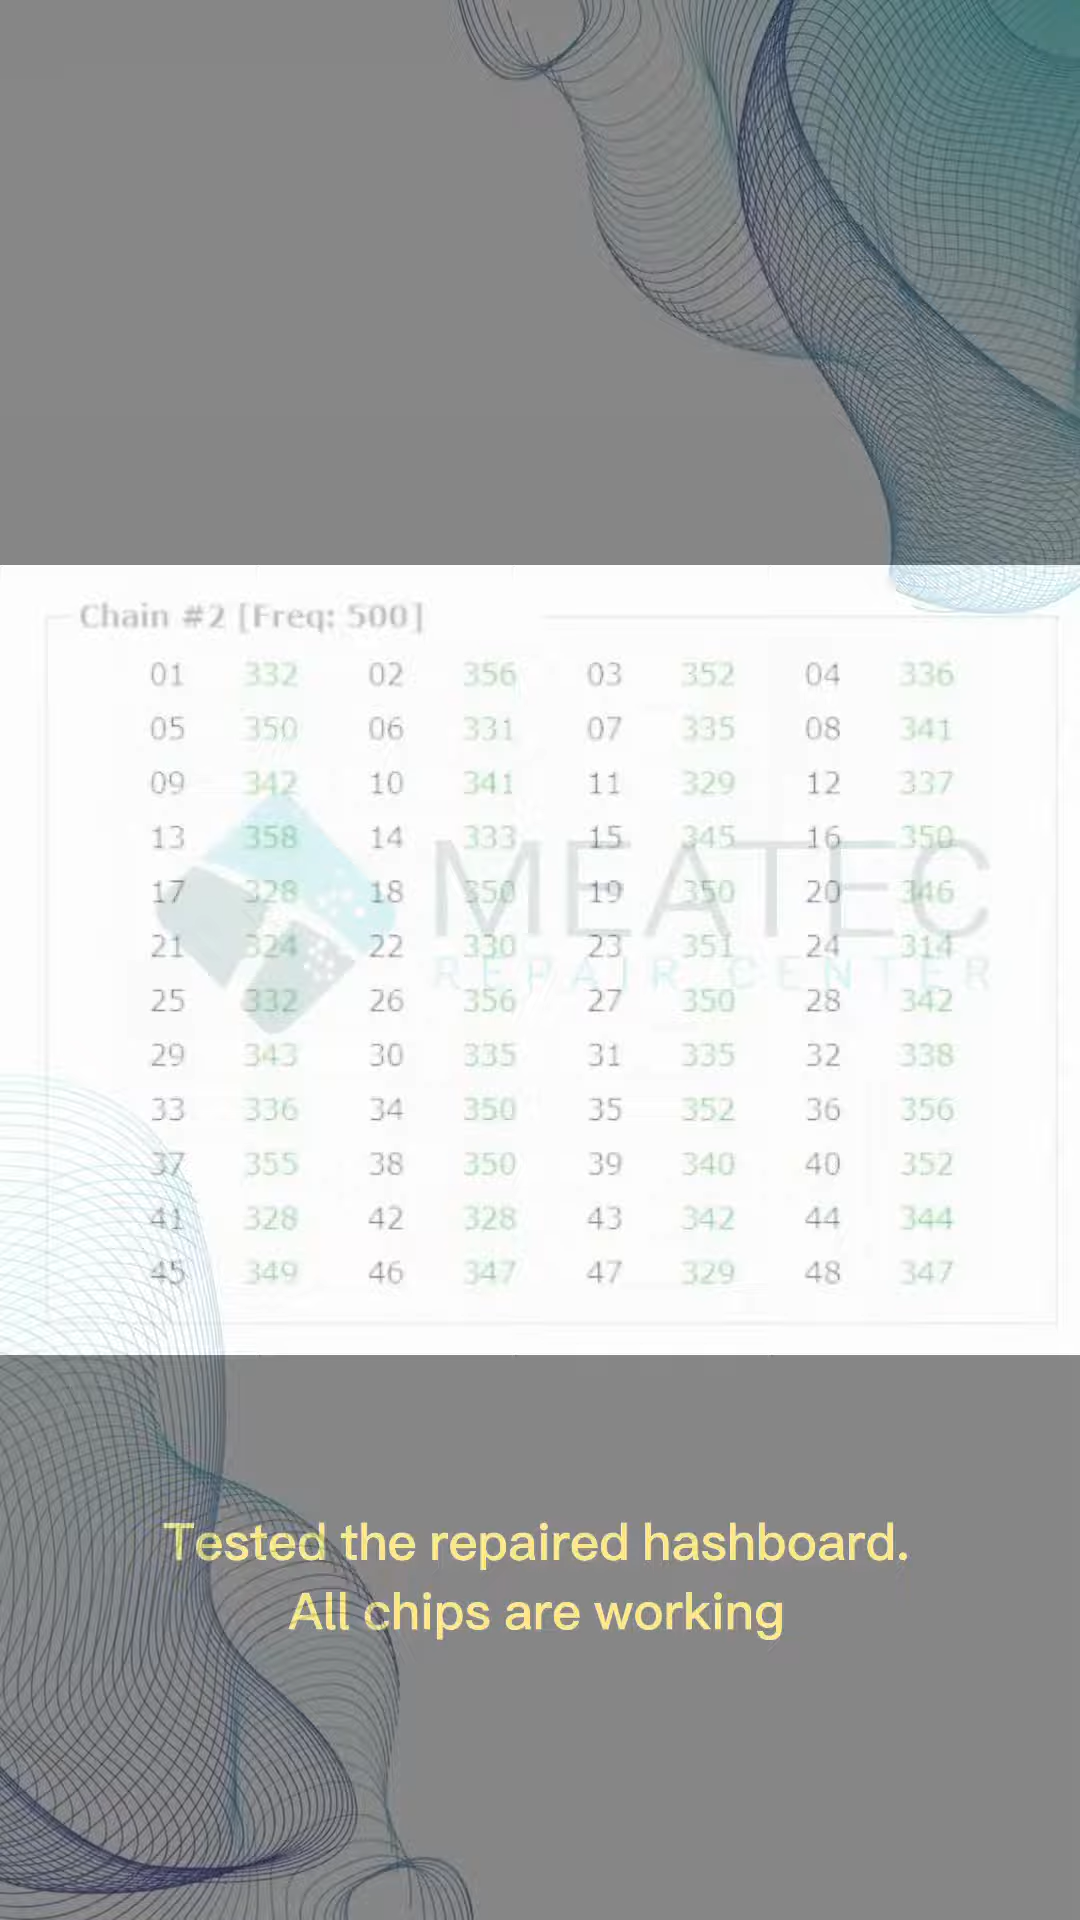 Chain #2 [Freq: 500]
01 332 02 356 03 352 04 336
05 350 06 331 07 335 08 341
09 342 10 341 11 329 12 337
13 358 14 333 15 345 16 350
17 328 18 350 19 350 20 346
21 324 22 330 23 351 24 314
25 332 26 356 27 350 28 342
29 343 30 335 31 335 32 338
33 336 34 350 35 352 36 356
37 355 38 350 39 340 40 352
41 328 42 328 43 342 44 344
45 349 46 347 47 329 48 347
MEATEC
REPAIR CENTER
Tested the repaired hashboard.
All chips are working